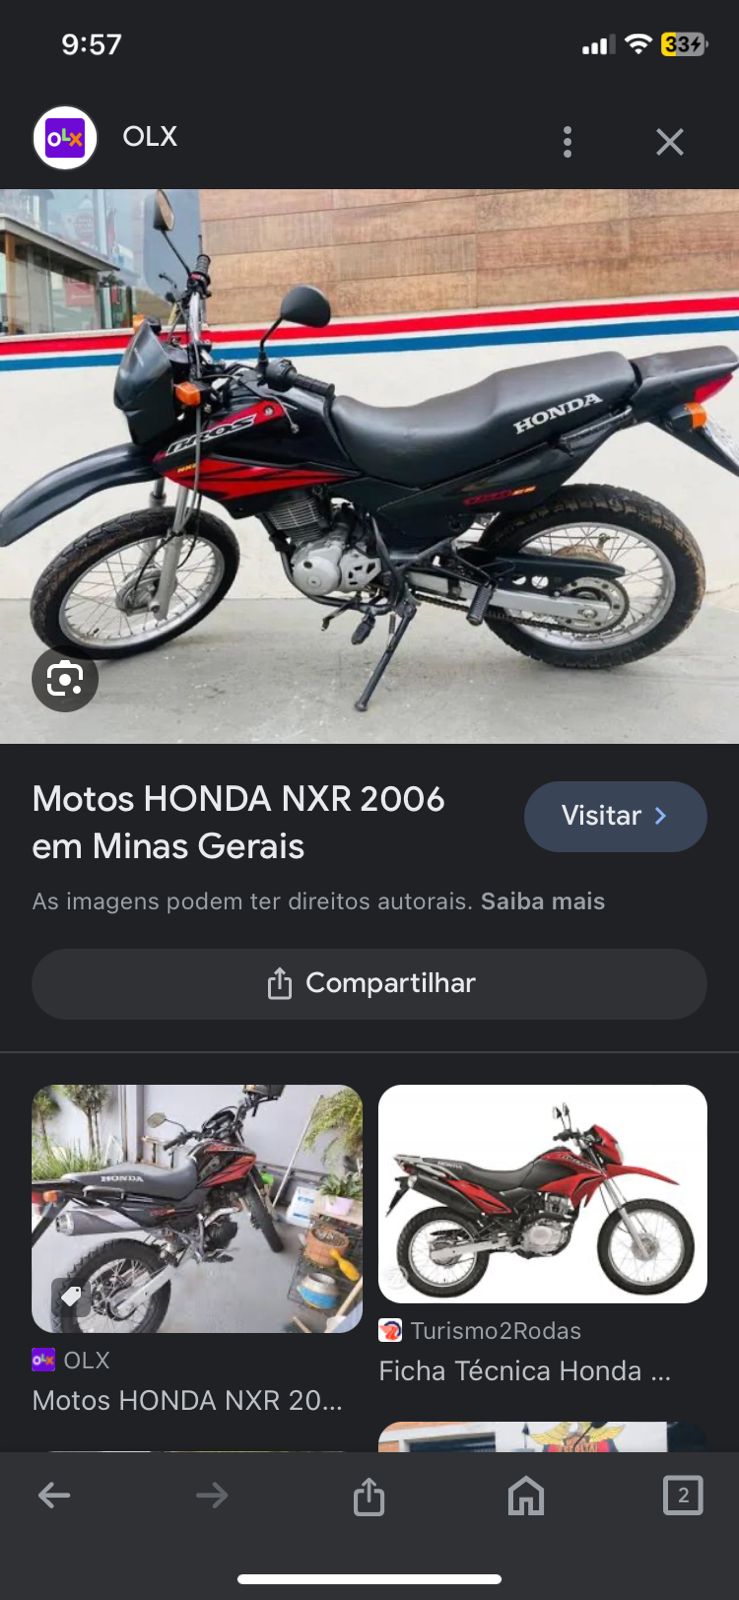 9:57
33
OLX
OLX
HONDA
BROS
Motos HONDA NXR 2006
em Minas Gerais
Visitar
As imagens podem ter direitos autorais. Saiba mais
Compartilhar
HONDA
OLX
Motos HONDA NXR 20...
Turismo2Rodas
Ficha Técnica Honda ...
2